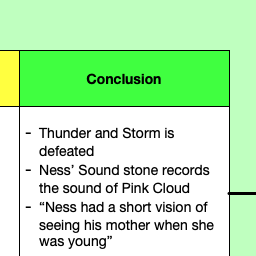 Conclusion
- Thunder and Storm is
defeated
- Ness' Sound stone records
the sound of Pink Cloud
- “Ness had a short vision of
seeing his mother when she
was young”